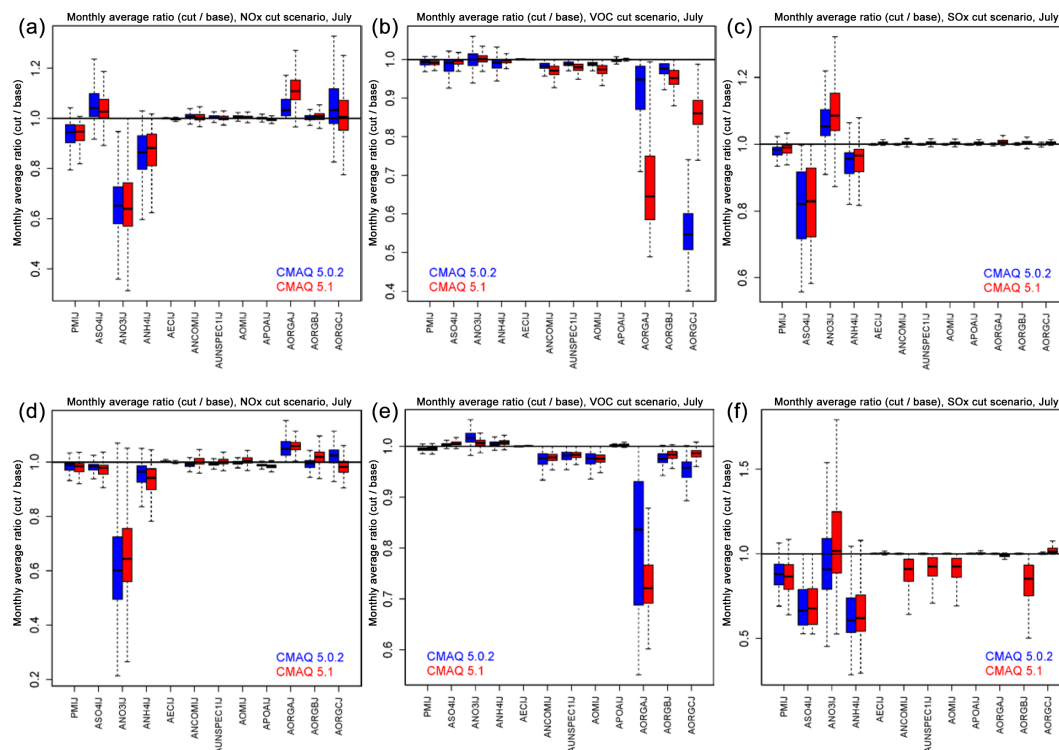 (a)
Monthly average ratio (cut / base), NOx cut scenario, July
Monthly average ratio (cut / base)
1.2
1.0
0.8
0.6
0.4
CMAQ 5.0.2
CMAQ 5.1
PMIJ
ASO4IJ
ANO3IJ
ANH4IJ
AECIJ
ANCOMIJ
AUNSPEC1IJ
AOMIJ
APOAIJ
AORGAJ
AORGBJ
AORGCJ
(b)
Monthly average ratio (cut / base), VOC cut scenario, July
Monthly average ratio (cut / base)
1.0
0.9
0.8
0.7
0.6
0.5
0.4
CMAQ 5.0.2
CMAQ 5.1
PMIJ
ASO4IJ
ANO3IJ
ANH4IJ
AECIJ
ANCOMIJ
AUNSPEC1IJ
AOMIJ
APOAIJ
AORGAJ
AORGBJ
AORGCJ
(c)
Monthly average ratio (cut / base), SOx cut scenario, July
Monthly average ratio (cut / base)
1.2
1.0
0.8
0.6
CMAQ 5.0.2
CMAQ 5.1
PMIJ
ASO4IJ
ANO3IJ
ANH4IJ
AECIJ
ANCOMIJ
AUNSPEC1IJ
AOMIJ
APOAIJ
AORGAJ
AORGBJ
AORGCJ
(d)
Monthly average ratio (cut / base), NOx cut scenario, July
Monthly average ratio (cut / base)
1.0
0.8
0.6
0.4
0.2
CMAQ 5.0.2
CMAQ 5.1
PMIJ
ASO4IJ
ANO3IJ
ANH4IJ
AECIJ
ANCOMIJ
AUNSPEC1IJ
AOMIJ
APOAIJ
AORGAJ
AORGBJ
AORGCJ
(e)
Monthly average ratio (cut / base), VOC cut scenario, July
Monthly average ratio (cut / base)
1.0
0.9
0.8
0.7
0.6
CMAQ 5.0.2
CMAQ 5.1
PMIJ
ASO4IJ
ANO3IJ
ANH4IJ
AECIJ
ANCOMIJ
AUNSPEC1IJ
AOMIJ
APOAIJ
AORGAJ
AORGBJ
AORGCJ
(f)
Monthly average ratio (cut / base), SOx cut scenario, July
Monthly average ratio (cut / base)
1.5
1.0
0.5
CMAQ 5.0.2
CMAQ 5.1
PMIJ
ASO4IJ
ANO3IJ
ANH4IJ
AECIJ
ANCOMIJ
AUNSPEC1IJ
AOMIJ
APOAIJ
AORGAJ
AORGBJ
AORGCJ